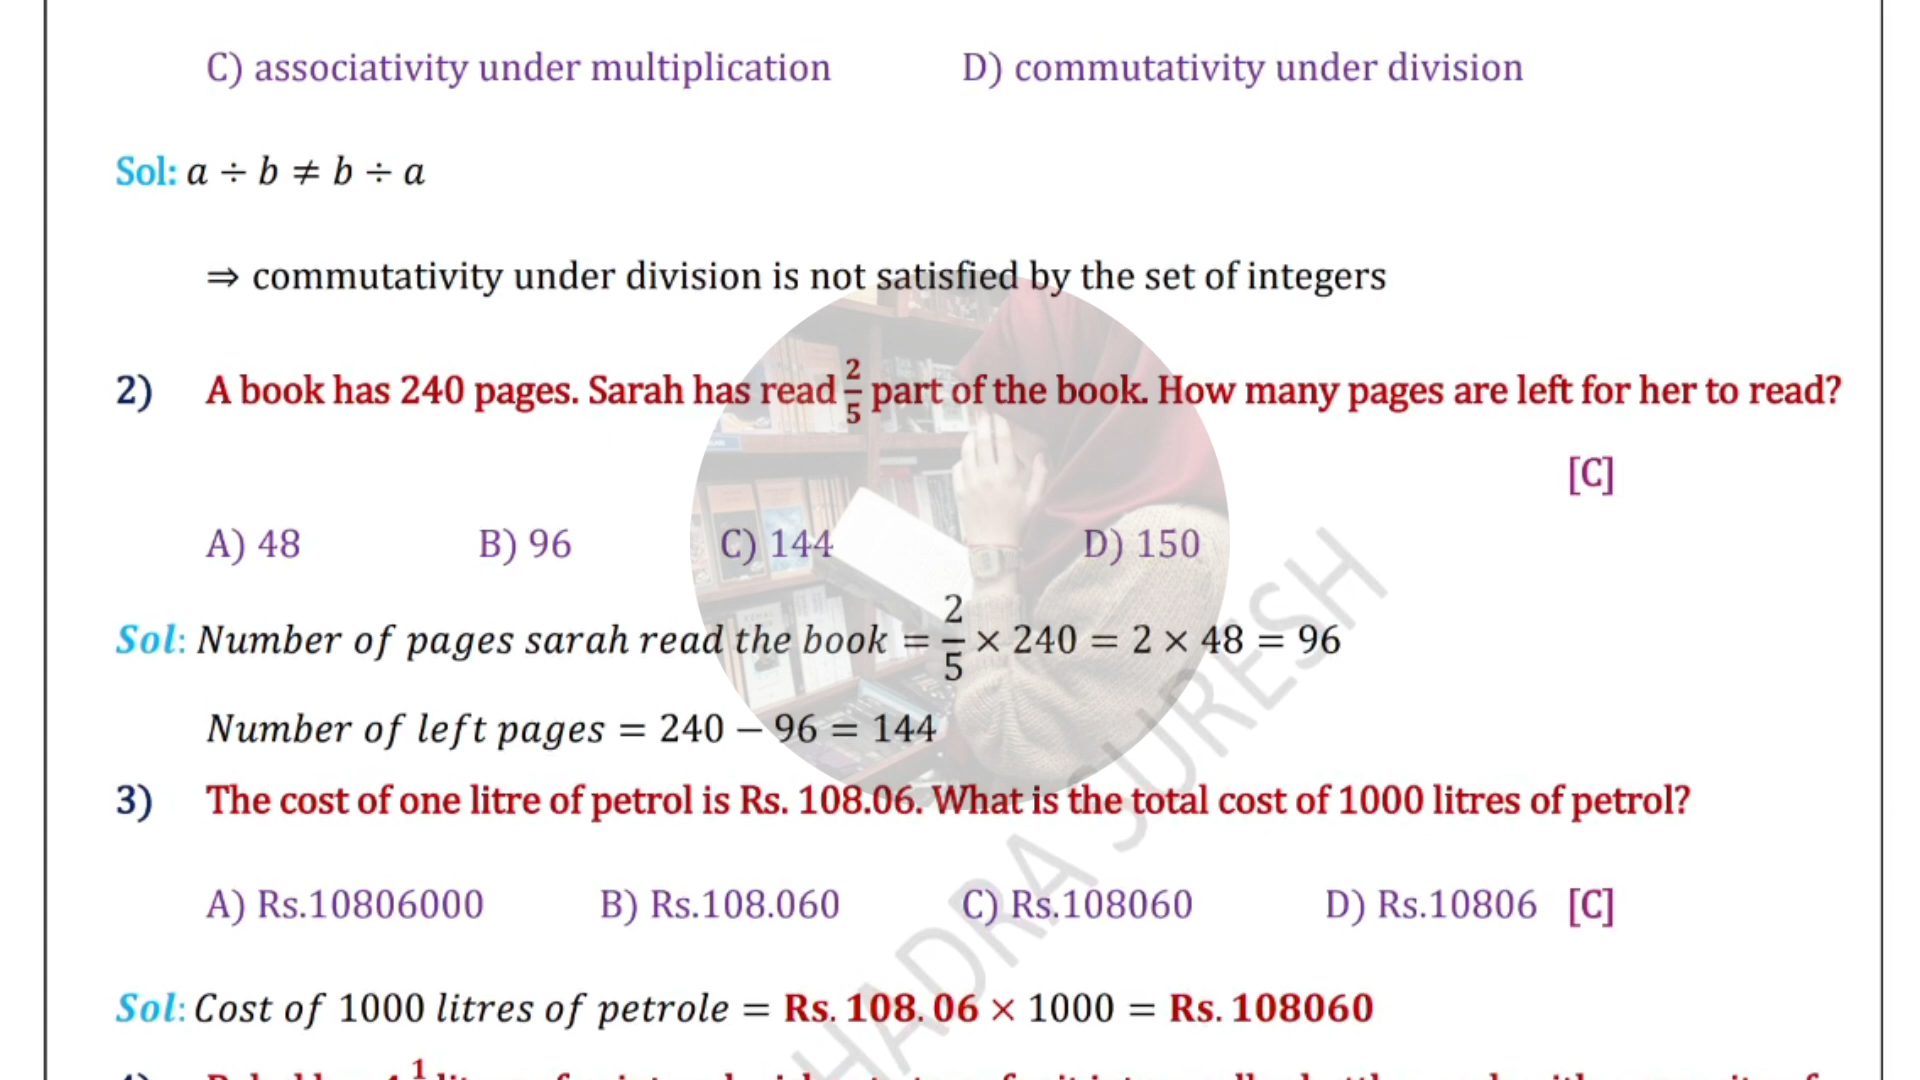 C) associativity under multiplication D) commutativity under division
Sol: a ÷ b ≠ b ÷ a
⇒ commutativity under division is not satisfied by the set of integers
2) A book has 240 pages. Sarah has read 2/5 part of the book. How many pages are left for her to read?
[C]
A) 48 B) 96 C) 144 D) 150
Sol: Number of pages sarah read the book = 2/5 × 240 = 2 × 48 = 96
Number of left pages = 240 − 96 = 144
3) The cost of one litre of petrol is Rs. 108.06. What is the total cost of 1000 litres of petrol?
A) Rs.10806000 B) Rs.108.060 C) Rs.108060 D) Rs.10806 [C]
Sol: Cost of 1000 litres of petrole = Rs. 108.06 × 1000 = Rs. 108060
HADRA SURESH